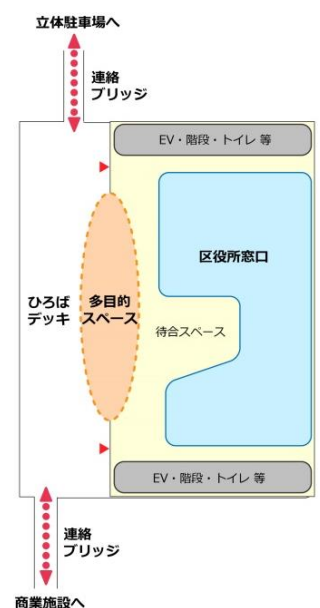 立体駐車場へ
連絡
ブリッジ
EV・階段・トイレ 等
区役所窓口
ひろば
デッキ
多目的
スペース
待合スペース
EV・階段・トイレ 等
連絡
ブリッジ
商業施設へ